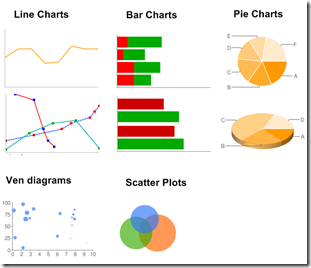 Line Charts
Bar Charts
Pie Charts
E
F
D
C
A
B
C
D
A
B
Ven diagrams
Scatter Plots
100
75
50
25
0
0 1 2 3 4 5 6 7 8 9 10